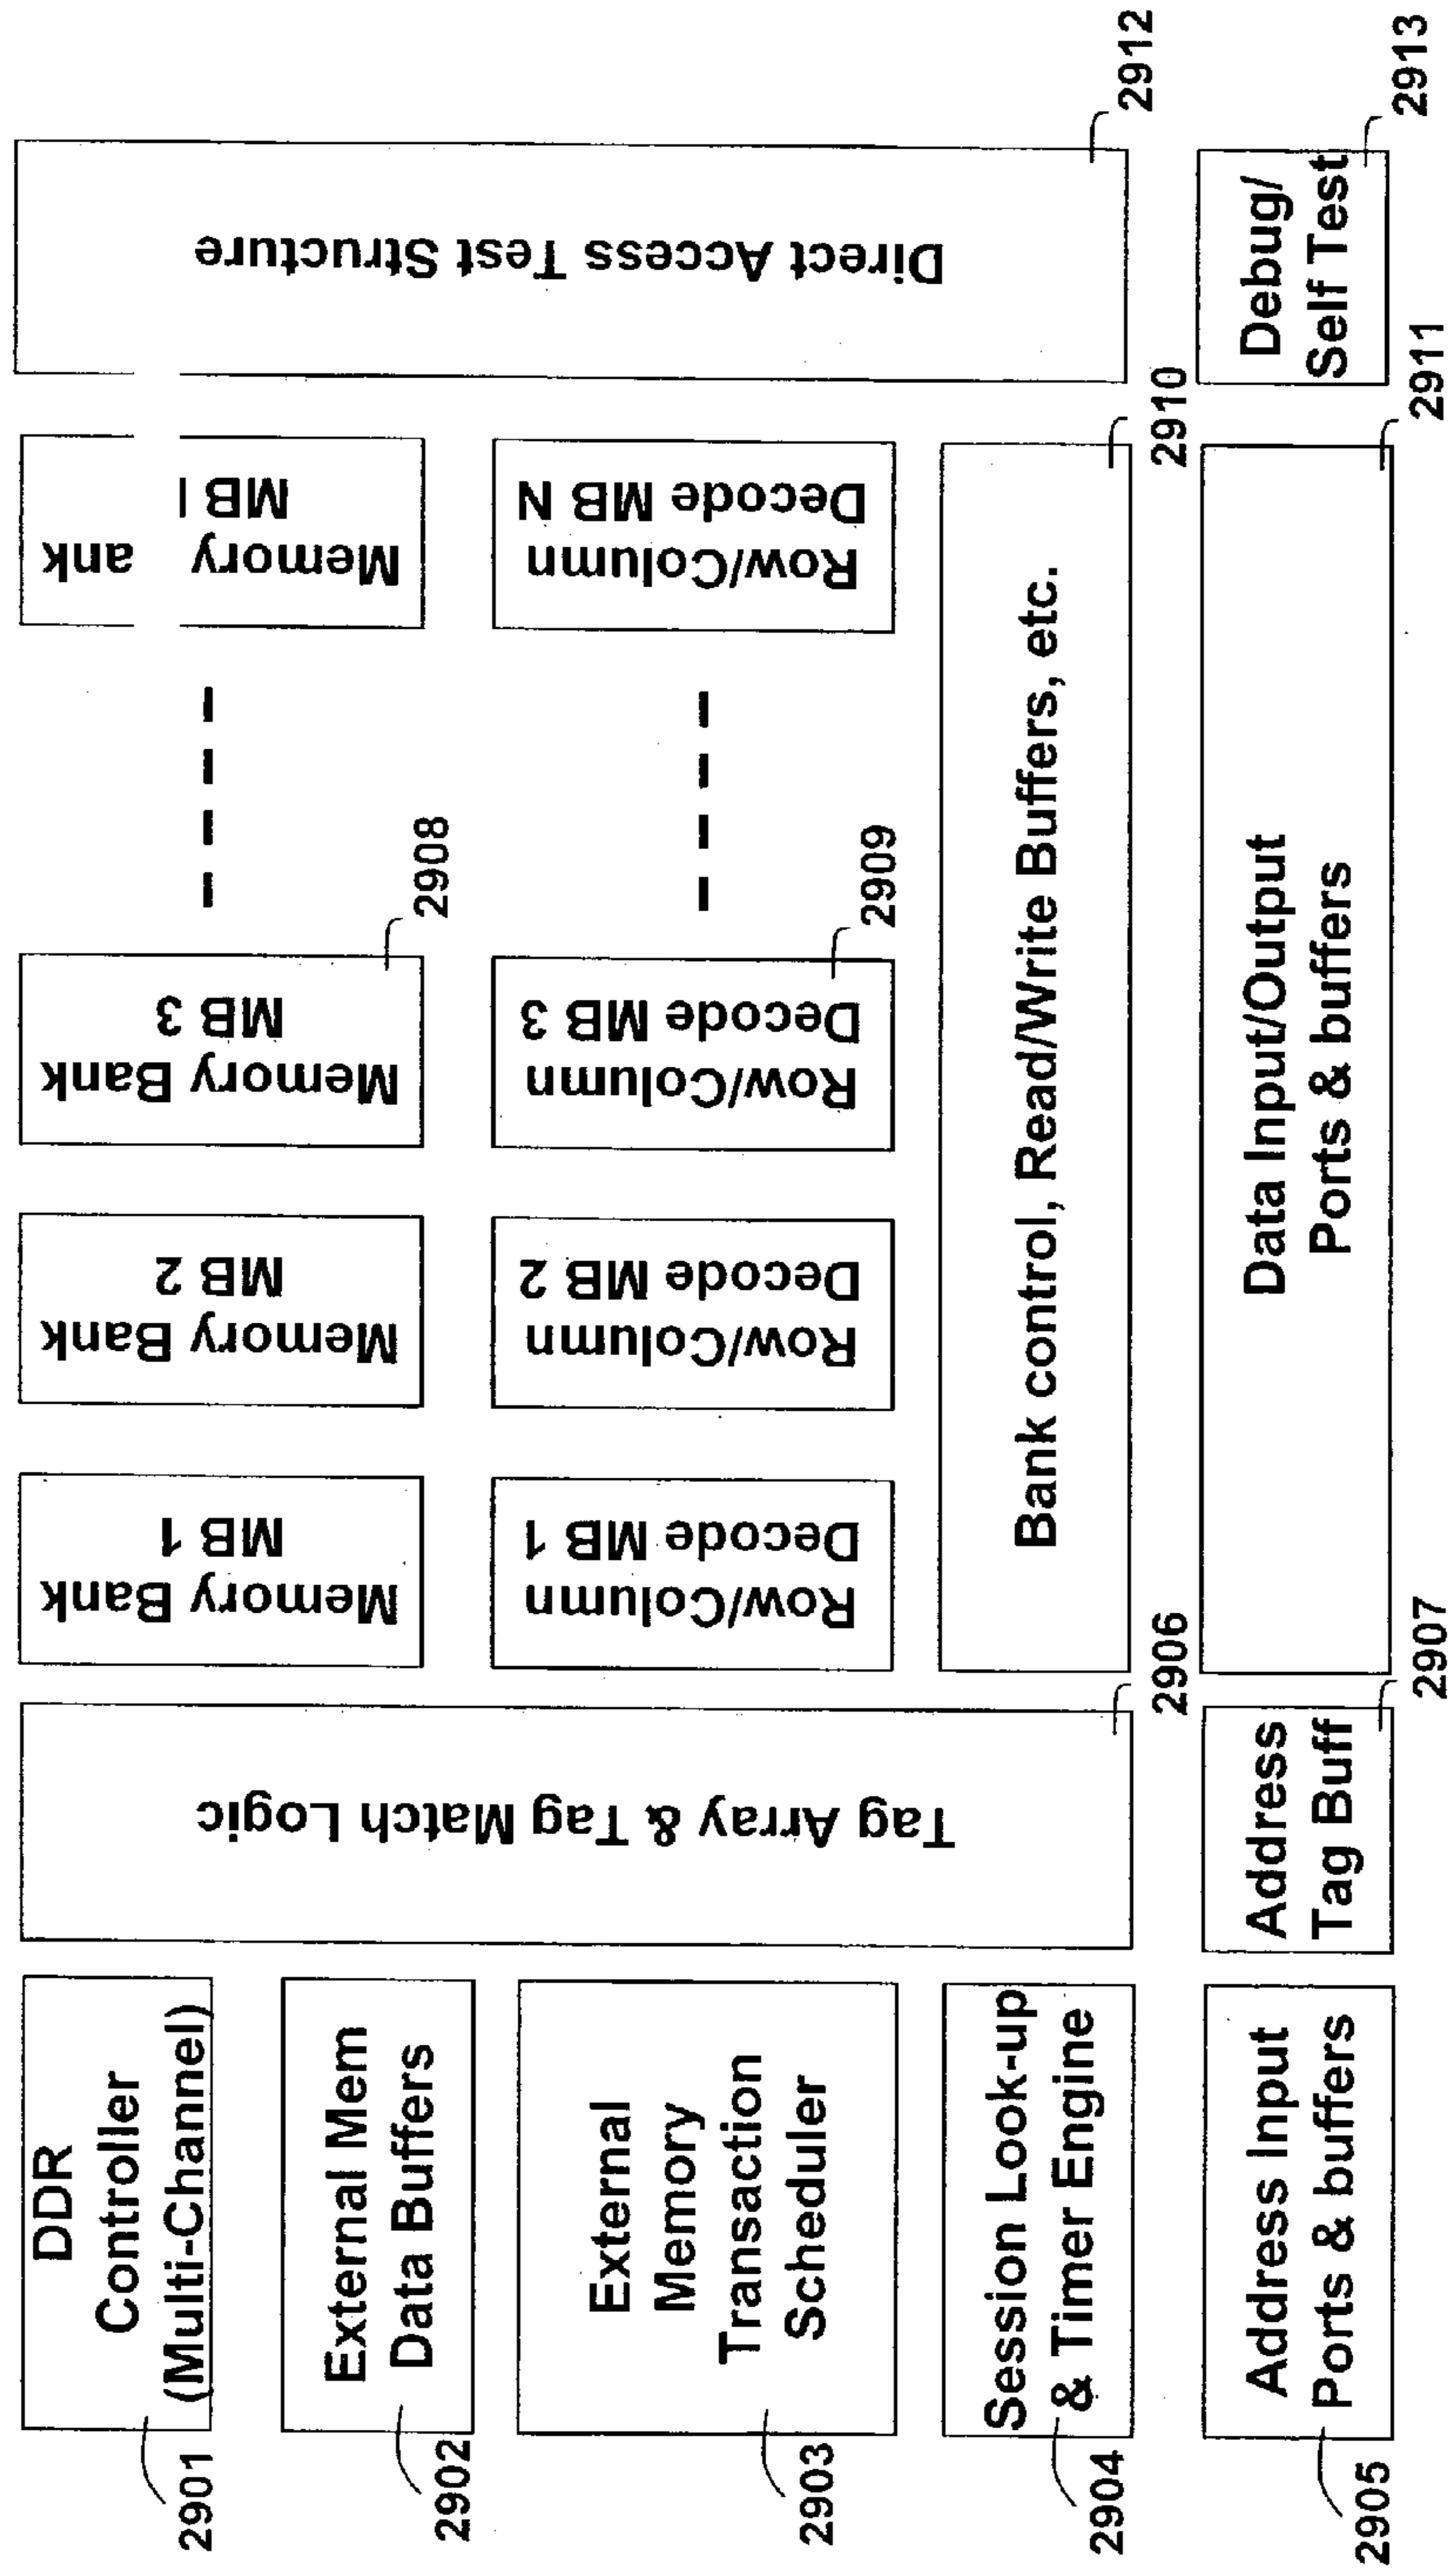 DDR
Controller
(Multi-Channel)
2901
External Mem
Data Buffers
2902
External
Memory
Transaction
Scheduler
2903
Session Look-up
& Timer Engine
2904
Address Input
Ports & buffers
2905
Tag Array & Tag Match Logic
2906
Address
Tag Buff
2907
Memory Bank
MB 1
Memory Bank
MB 2
Memory Bank
MB 3
2908
Memory ank
MB
Row/Column
Decode MB 1
Row/Column
Decode MB 2
Row/Column
Decode MB 3
2909
Row/Column
Decode MB N
Bank control, Read/Write Buffers, etc.
2910
Data Input/Output
Ports & buffers
2911
Direct Access Test Structure
2912
Debug/
Self Test
2913